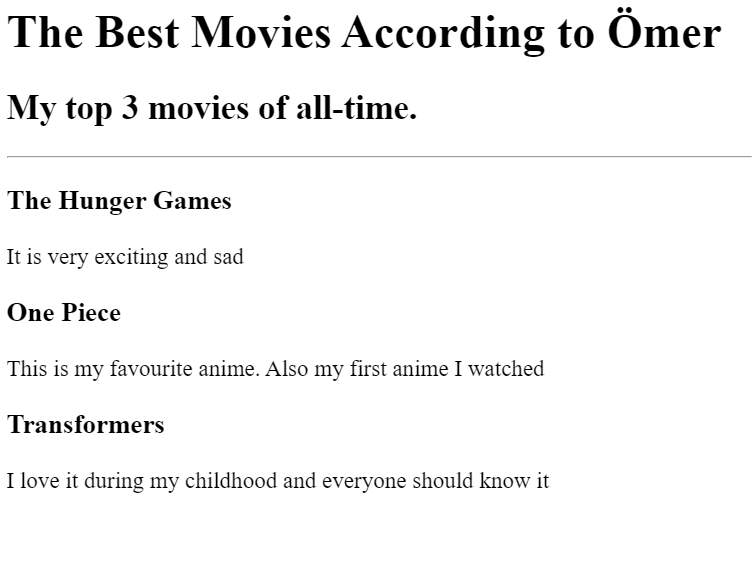 The Best Movies According to Ömer
My top 3 movies of all-time.
The Hunger Games
It is very exciting and sad
One Piece
This is my favourite anime. Also my first anime I watched
Transformers
I love it during my childhood and everyone should know it